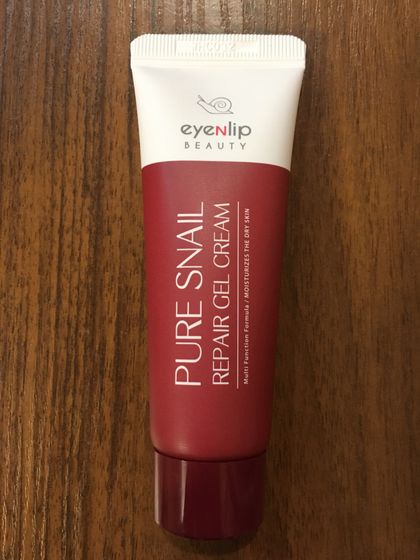 eyeNlip
BEAUTY
PURE SNAIL
REPAIR GEL CREAM
Multi Function Formula / MOISTURIZES THE DRY SKIN